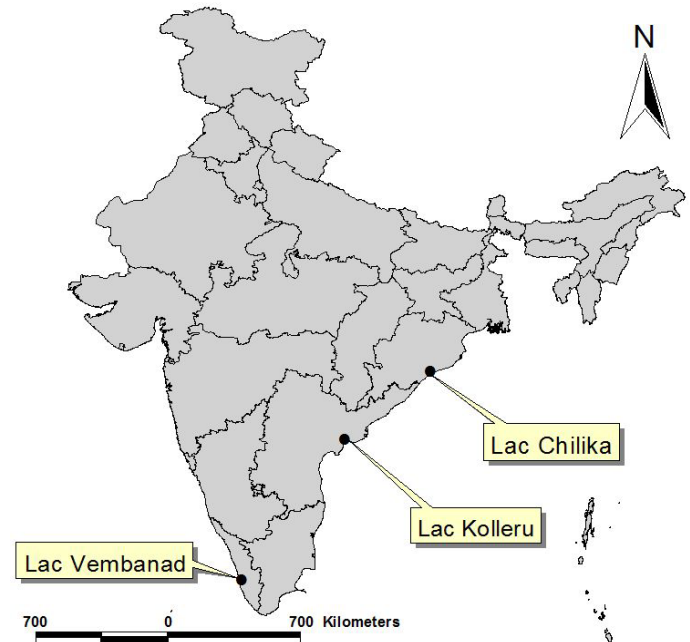 N
Lac Chilika
Lac Kolleru
Lac Vembanad
700 0 700 Kilometers